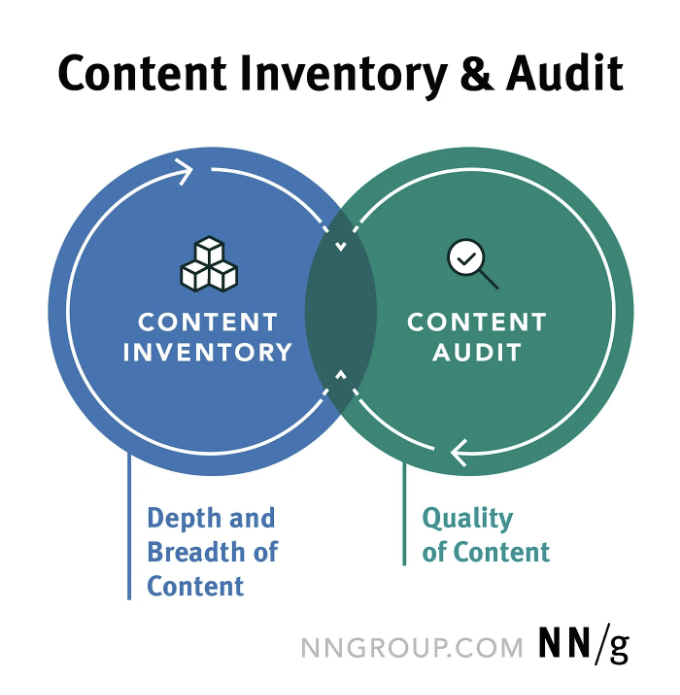 Content Inventory & Audit
CONTENT
INVENTORY
CONTENT
AUDIT
Depth and
Breadth of
Content
Quality
of Content
NNGROUP.COM NN/g